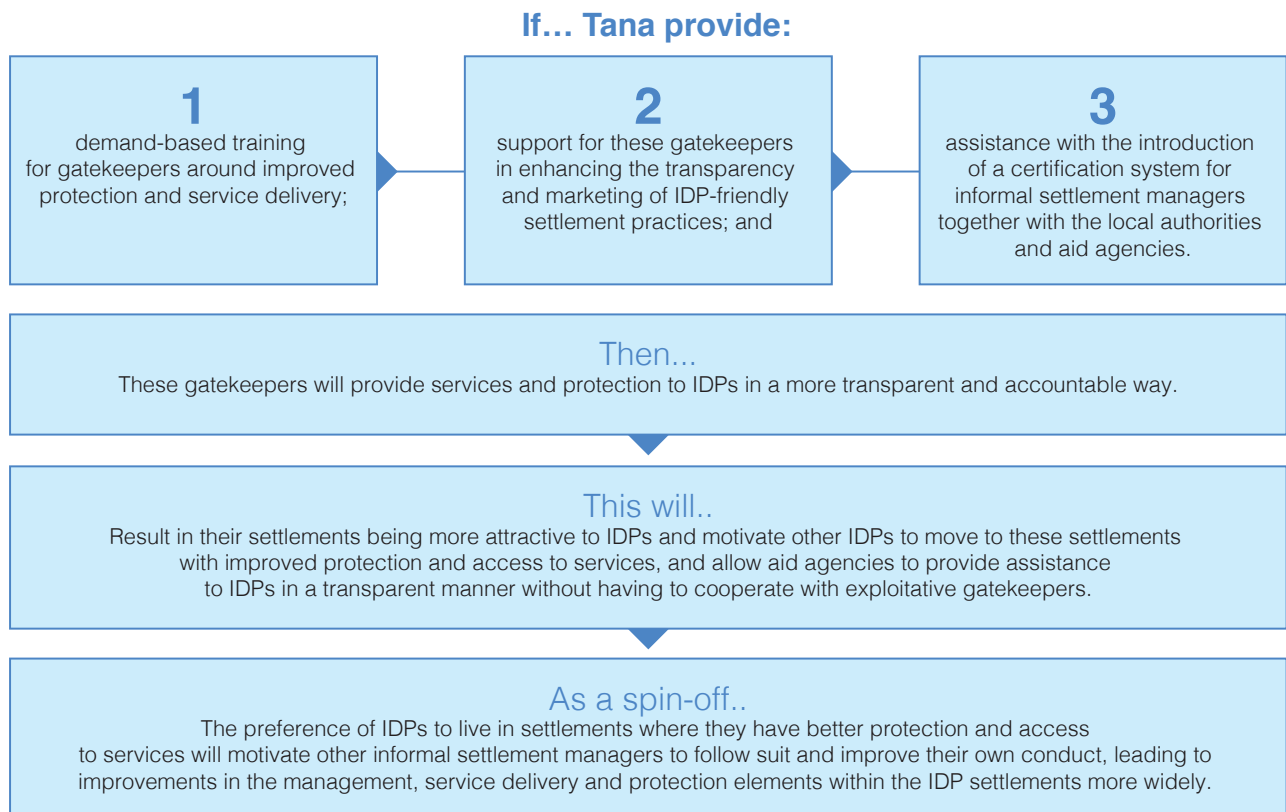 If… Tana provide:
1
demand-based training
for gatekeepers around improved
protection and service delivery;
2
support for these gatekeepers
in enhancing the transparency
and marketing of IDP-friendly
settlement practices; and
3
assistance with the introduction
of a certification system for
informal settlement managers
together with the local authorities
and aid agencies.
Then...
These gatekeepers will provide services and protection to IDPs in a more transparent and accountable way.
This will..
Result in their settlements being more attractive to IDPs and motivate other IDPs to move to these settlements
with improved protection and access to services, and allow aid agencies to provide assistance
to IDPs in a transparent manner without having to cooperate with exploitative gatekeepers.
As a spin-off..
The preference of IDPs to live in settlements where they have better protection and access
to services will motivate other informal settlement managers to follow suit and improve their own conduct, leading to
improvements in the management, service delivery and protection elements within the IDP settlements more widely.